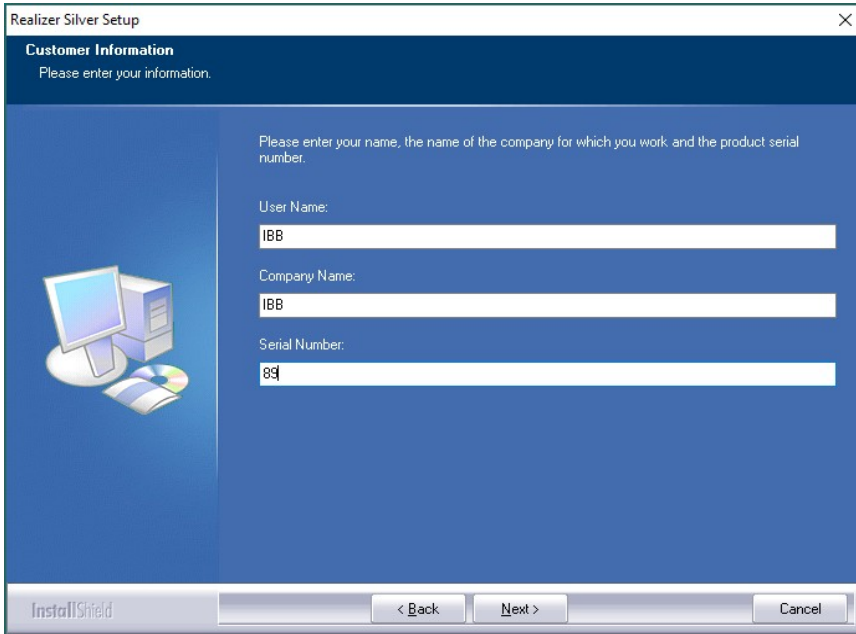 Realizer Silver Setup
Customer Information
Please enter your information.
Please enter your name, the name of the company for which you work and the product serial
number.
User Name:
IBB
Company Name:
IBB
Serial Number:
89
InstallShield
< Back
Next >
Cancel